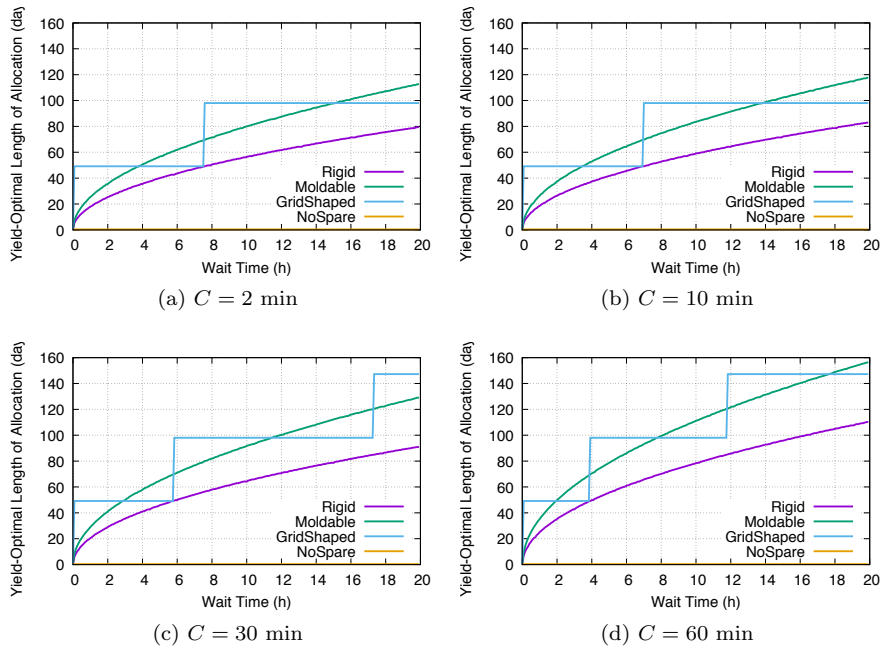 Yield-Optimal Length of Allocation (da
160
140
120
100
80
60
40
20
0
Rigid
Moldable
GridShaped
NoSpare
0 2 4 6 8 10 12 14 16 18 20
Wait Time (h)
(a) C = 2 min
Yield-Optimal Length of Allocation (da
160
140
120
100
80
60
40
20
0
Rigid
Moldable
GridShaped
NoSpare
0 2 4 6 8 10 12 14 16 18 20
Wait Time (h)
(b) C = 10 min
Yield-Optimal Length of Allocation (da
160
140
120
100
80
60
40
20
0
Rigid
Moldable
GridShaped
NoSpare
0 2 4 6 8 10 12 14 16 18 20
Wait Time (h)
(c) C = 30 min
Yield-Optimal Length of Allocation (da
160
140
120
100
80
60
40
20
0
Rigid
Moldable
GridShaped
NoSpare
0 2 4 6 8 10 12 14 16 18 20
Wait Time (h)
(d) C = 60 min